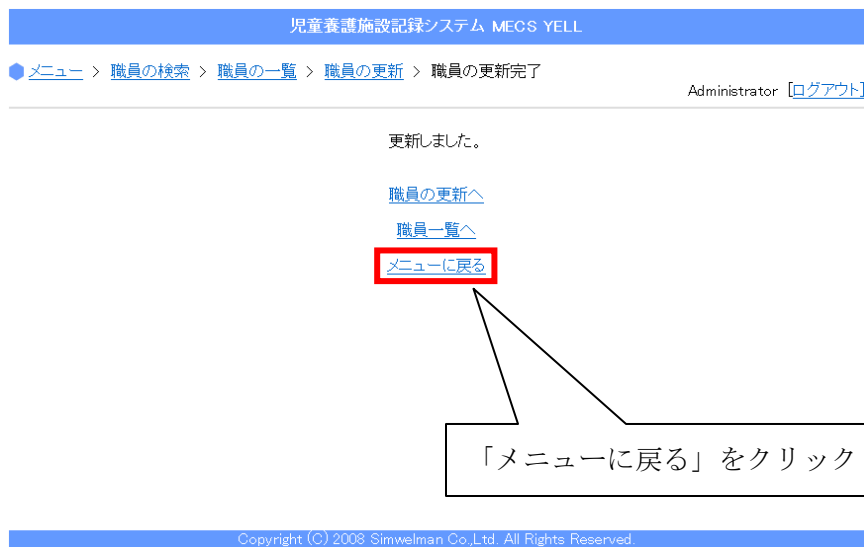 児童養護施設記録システム MECS YELL
メニュー > 職員の検索 > 職員の一覧 > 職員の更新 > 職員の更新完了
Administrator [ログアウト]
更新しました。
職員の更新へ
職員一覧へ
メニューに戻る
「メニューに戻る」をクリック
Copyright (C) 2008 Simwelman Co.,Ltd. All Rights Reserved.